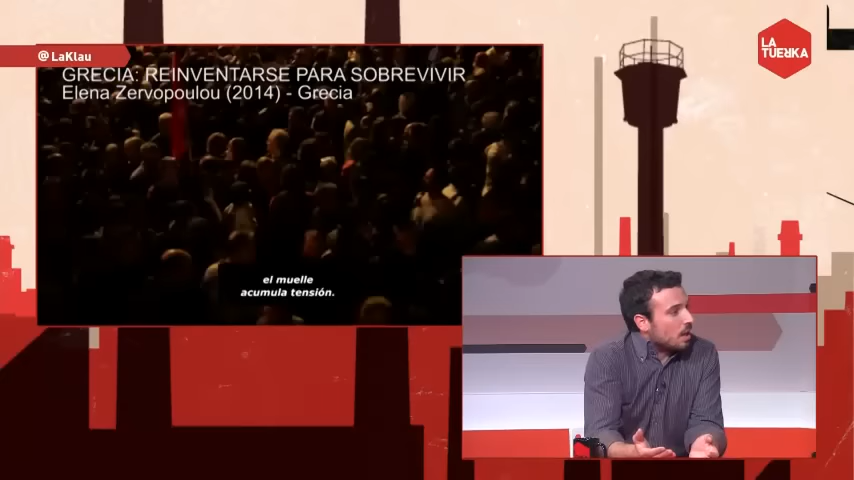 @LaKlau
GRECIA: REINVENTARSE PARA SOBREVIVIR
Elena Zervopoulou (2014) - Grecia
el muelle
acumula tensión.
LA
TUERKA